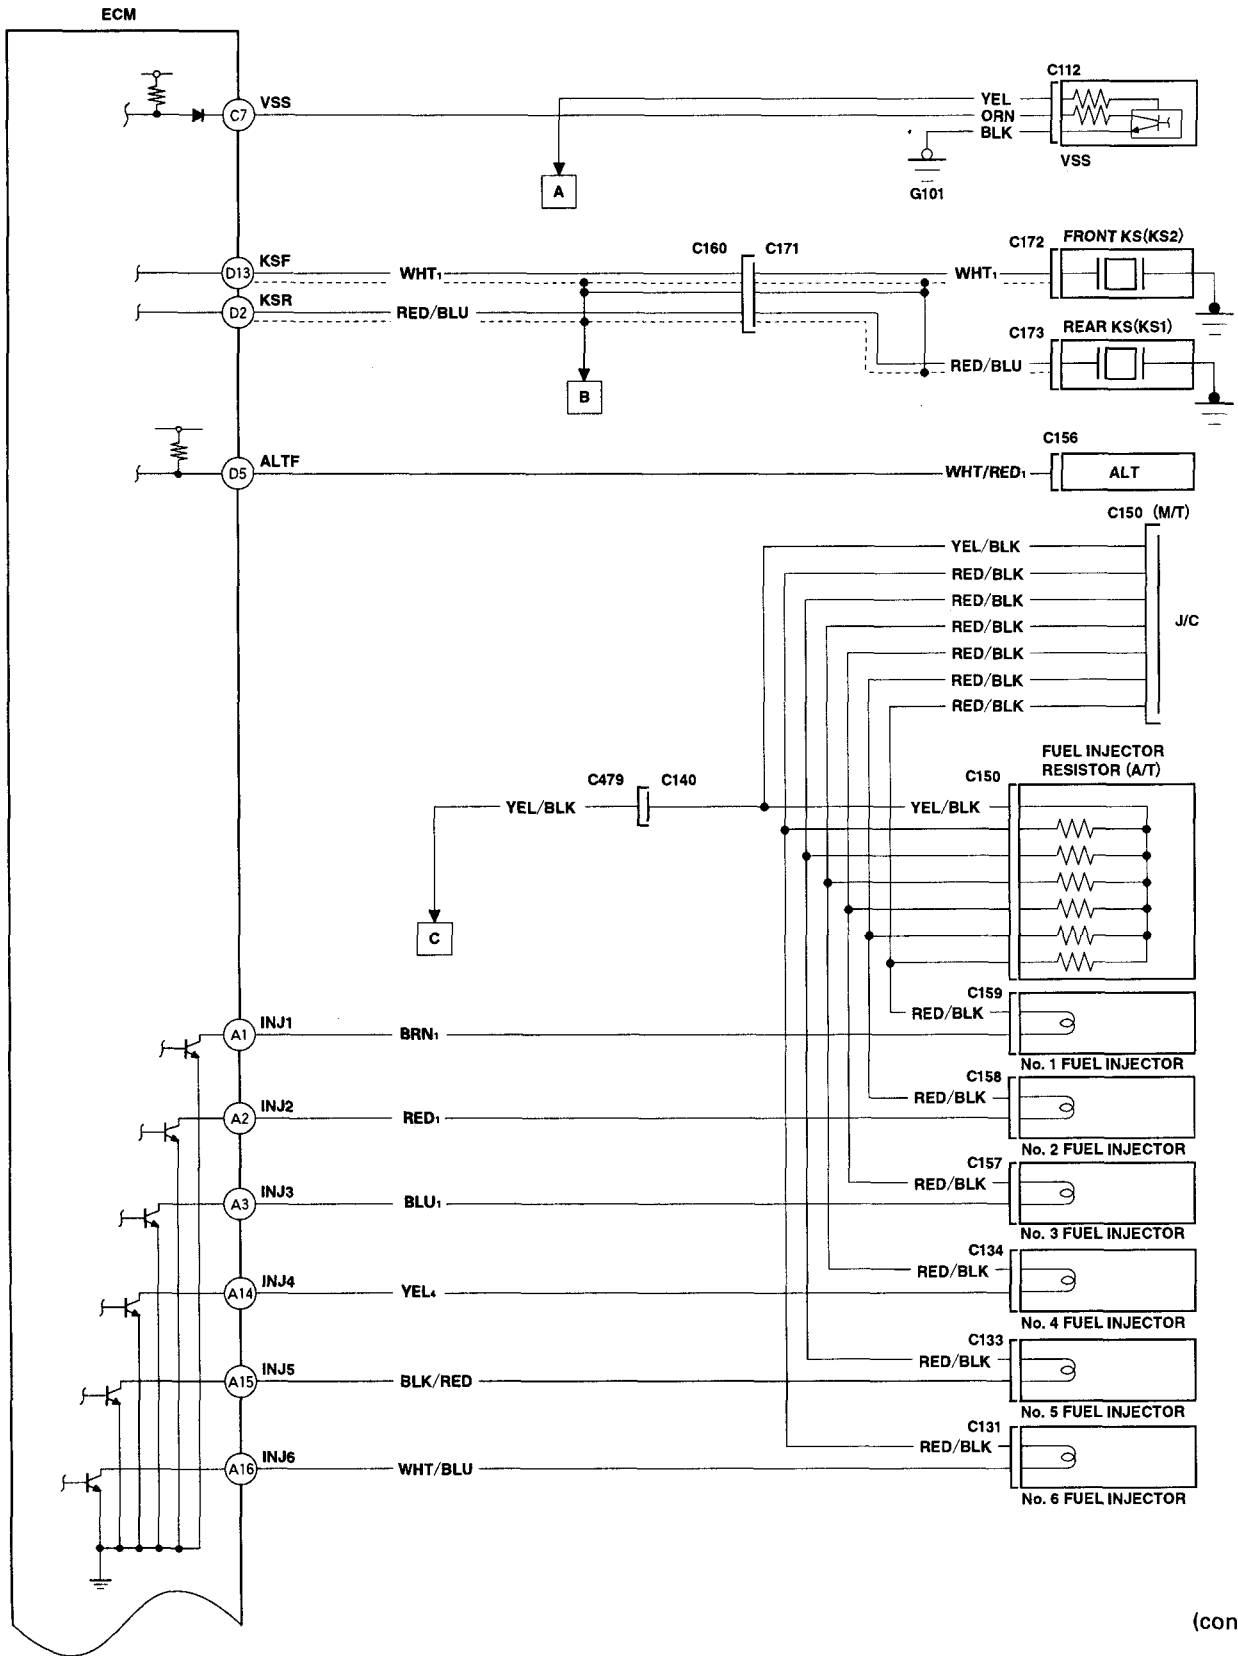 ECM
C112
VSS
YEL
C7
ORN
BLK
VSS
A
G101
C160
C171
C172
FRONT KS(KS2)
KSF
D13
WHT₁
WHT₁
KSR
D2
RED/BLU
C173
REAR KS(KS1)
RED/BLU
B
C156
ALTF
D5
WHT/RED₁
ALT
C150 (M/T)
YEL/BLK
RED/BLK
RED/BLK
J/C
RED/BLK
RED/BLK
RED/BLK
RED/BLK
FUEL INJECTOR
RESISTOR (A/T)
C479
C140
C150
YEL/BLK
YEL/BLK
C
C159
RED/BLK
INJ1
A1
BRN₁
No. 1 FUEL INJECTOR
C158
RED/BLK
INJ2
A2
RED₁
No. 2 FUEL INJECTOR
C157
RED/BLK
INJ3
A3
BLU₁
No. 3 FUEL INJECTOR
C134
RED/BLK
INJ4
A14
YEL₄
No. 4 FUEL INJECTOR
C133
RED/BLK
INJ5
A15
BLK/RED
No. 5 FUEL INJECTOR
C131
RED/BLK
INJ6
A16
WHT/BLU
No. 6 FUEL INJECTOR
(con